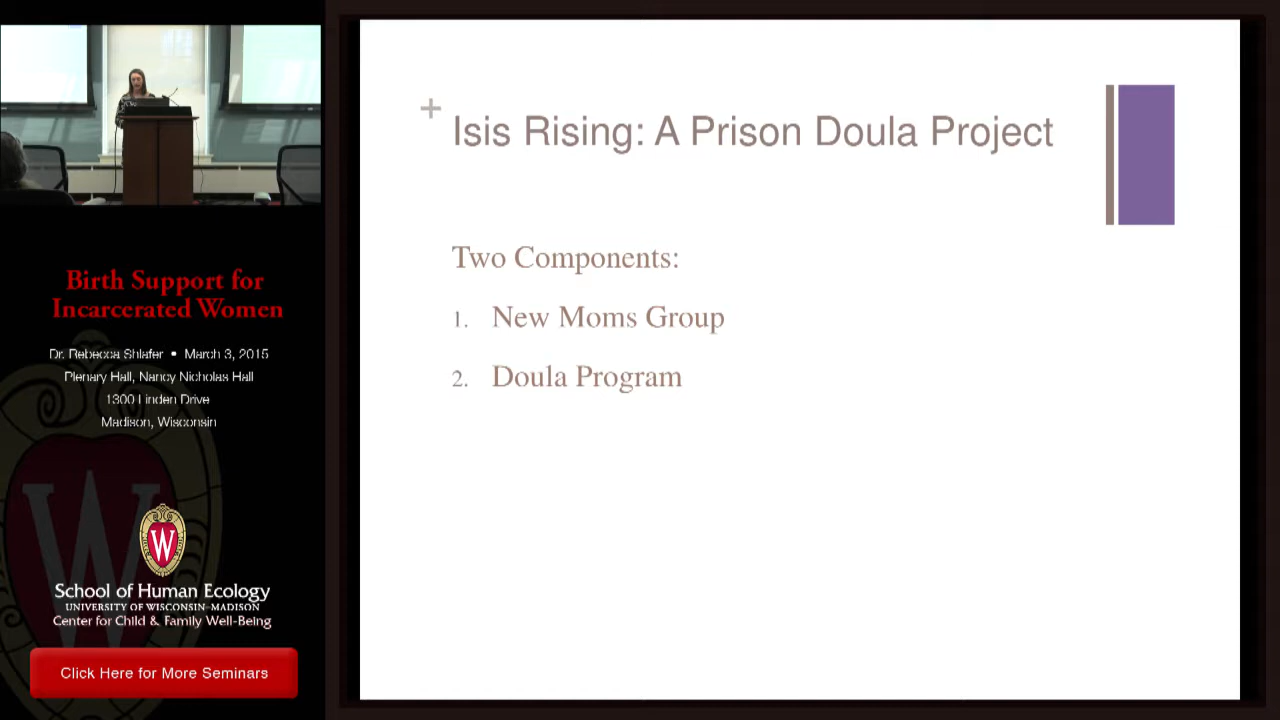 Birth Support for
Incarcerated Women
Dr. Rebecca Shlafer • March 3, 2015
Plenary Hall, Nancy Nicholas Hall
1300 Linden Drive
Madison, Wisconsin
W
School of Human Ecology
UNIVERSITY OF WISCONSIN-MADISON
Center for Child & Family Well-Being
Click Here for More Seminars
+
Isis Rising: A Prison Doula Project
Two Components:
1. New Moms Group
2. Doula Program